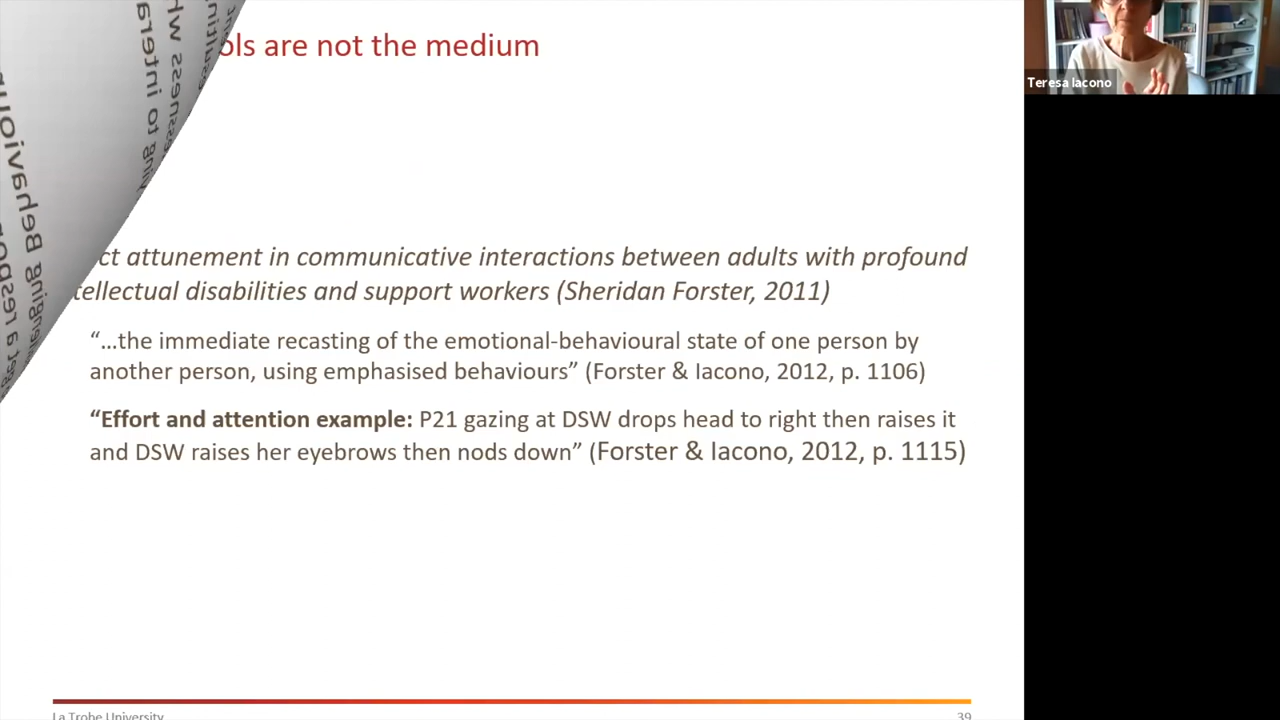 ols are not the medium
Teresa Iacono
ct attunement in communicative interactions between adults with profound
tellectual disabilities and support workers (Sheridan Forster, 2011)
“…the immediate recasting of the emotional-behavioural state of one person by
another person, using emphasised behaviours” (Forster & Iacono, 2012, p. 1106)
“Effort and attention example: P21 gazing at DSW drops head to right then raises it
and DSW raises her eyebrows then nods down” (Forster & Iacono, 2012, p. 1115)
La Trobe University
39